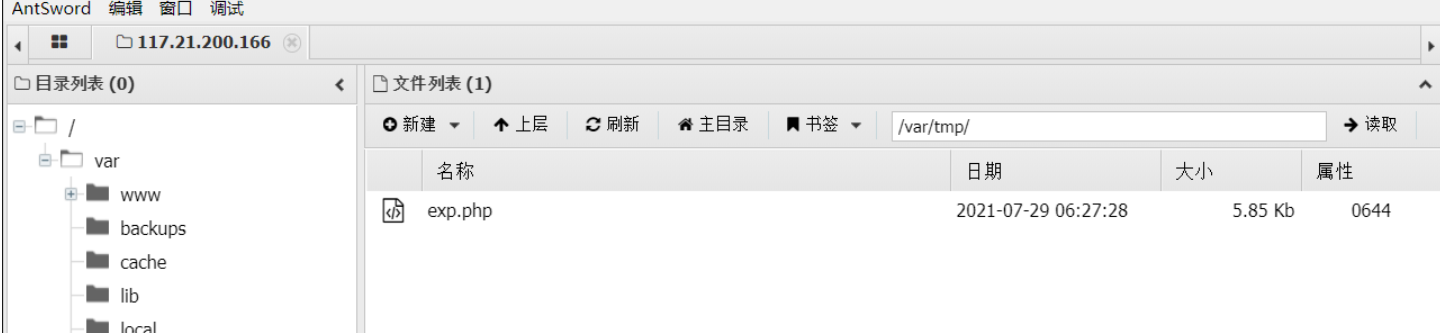 AntSword 编辑 窗口 调试
117.21.200.166
目录列表 (0)
文件列表 (1)
新建 上层 刷新 主目录 书签 /var/tmp/ 读取
/
var
www
backups
cache
lib
local
名称 日期 大小 属性
exp.php 2021-07-29 06:27:28 5.85 Kb 0644